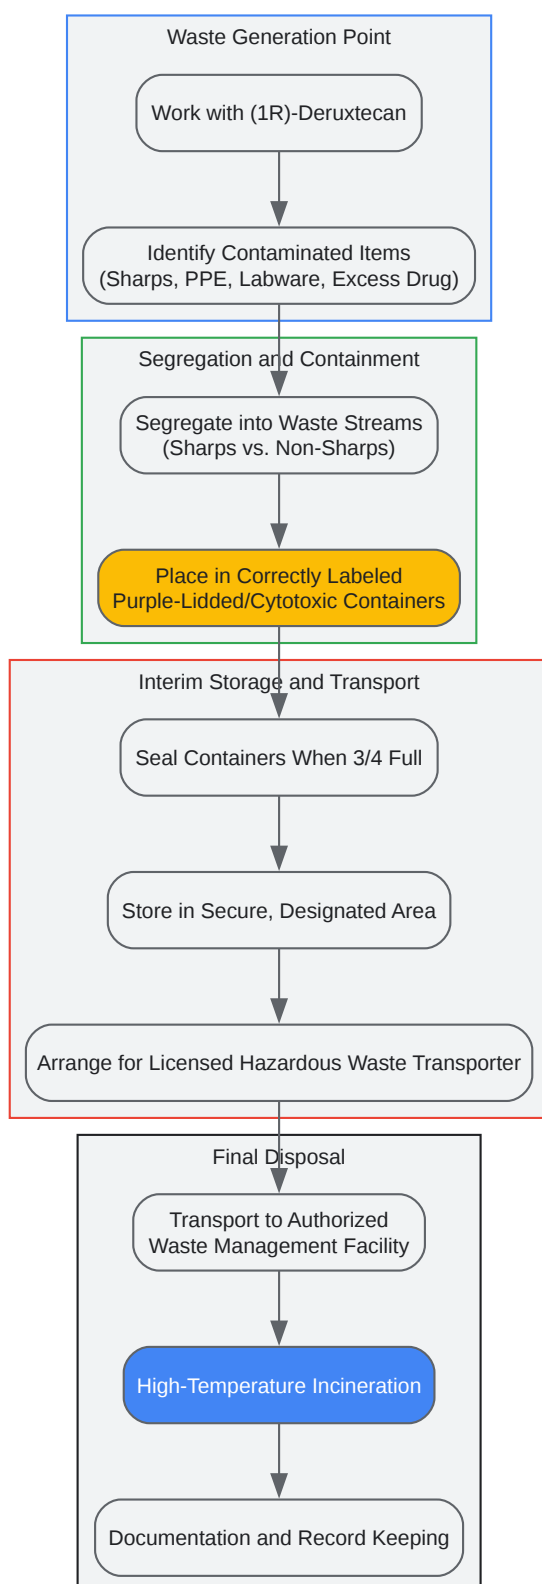 Waste Generation Point
Work with (1R)-Deruxtecan
Identify Contaminated Items
(Sharps, PPE, Labware, Excess Drug)
Segregation and Containment
Segregate into Waste Streams
(Sharps vs. Non-Sharps)
Place in Correctly Labeled
Purple-Lidded/Cytotoxic Containers
Interim Storage and Transport
Seal Containers When 3/4 Full
Store in Secure, Designated Area
Arrange for Licensed Hazardous Waste Transporter
Final Disposal
Transport to Authorized
Waste Management Facility
High-Temperature Incineration
Documentation and Record Keeping